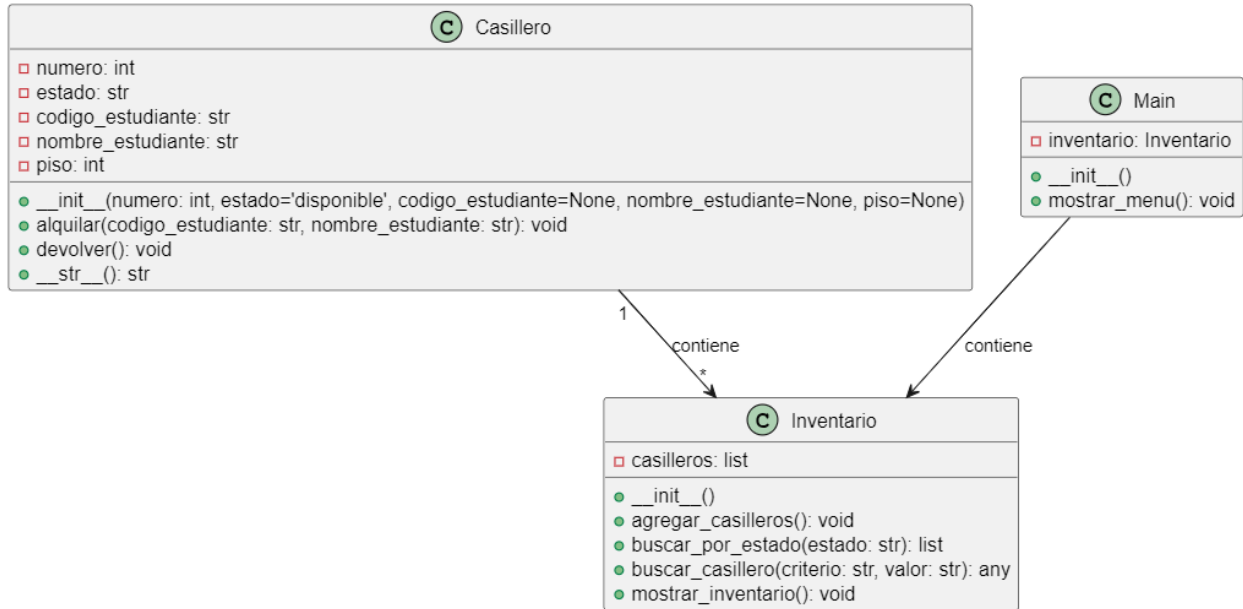 C Casillero
numero: int
estado: str
codigo_estudiante: str
nombre_estudiante: str
piso: int
__init__(numero: int, estado='disponible', codigo_estudiante=None, nombre_estudiante=None, piso=None)
alquilar(codigo_estudiante: str, nombre_estudiante: str): void
devolver(): void
__str__(): str
C Main
inventario: Inventario
__init__()
mostrar_menu(): void
1
contiene
*
contiene
C Inventario
casilleros: list
__init__()
agregar_casilleros(): void
buscar_por_estado(estado: str): list
buscar_casillero(criterio: str, valor: str): any
mostrar_inventario(): void